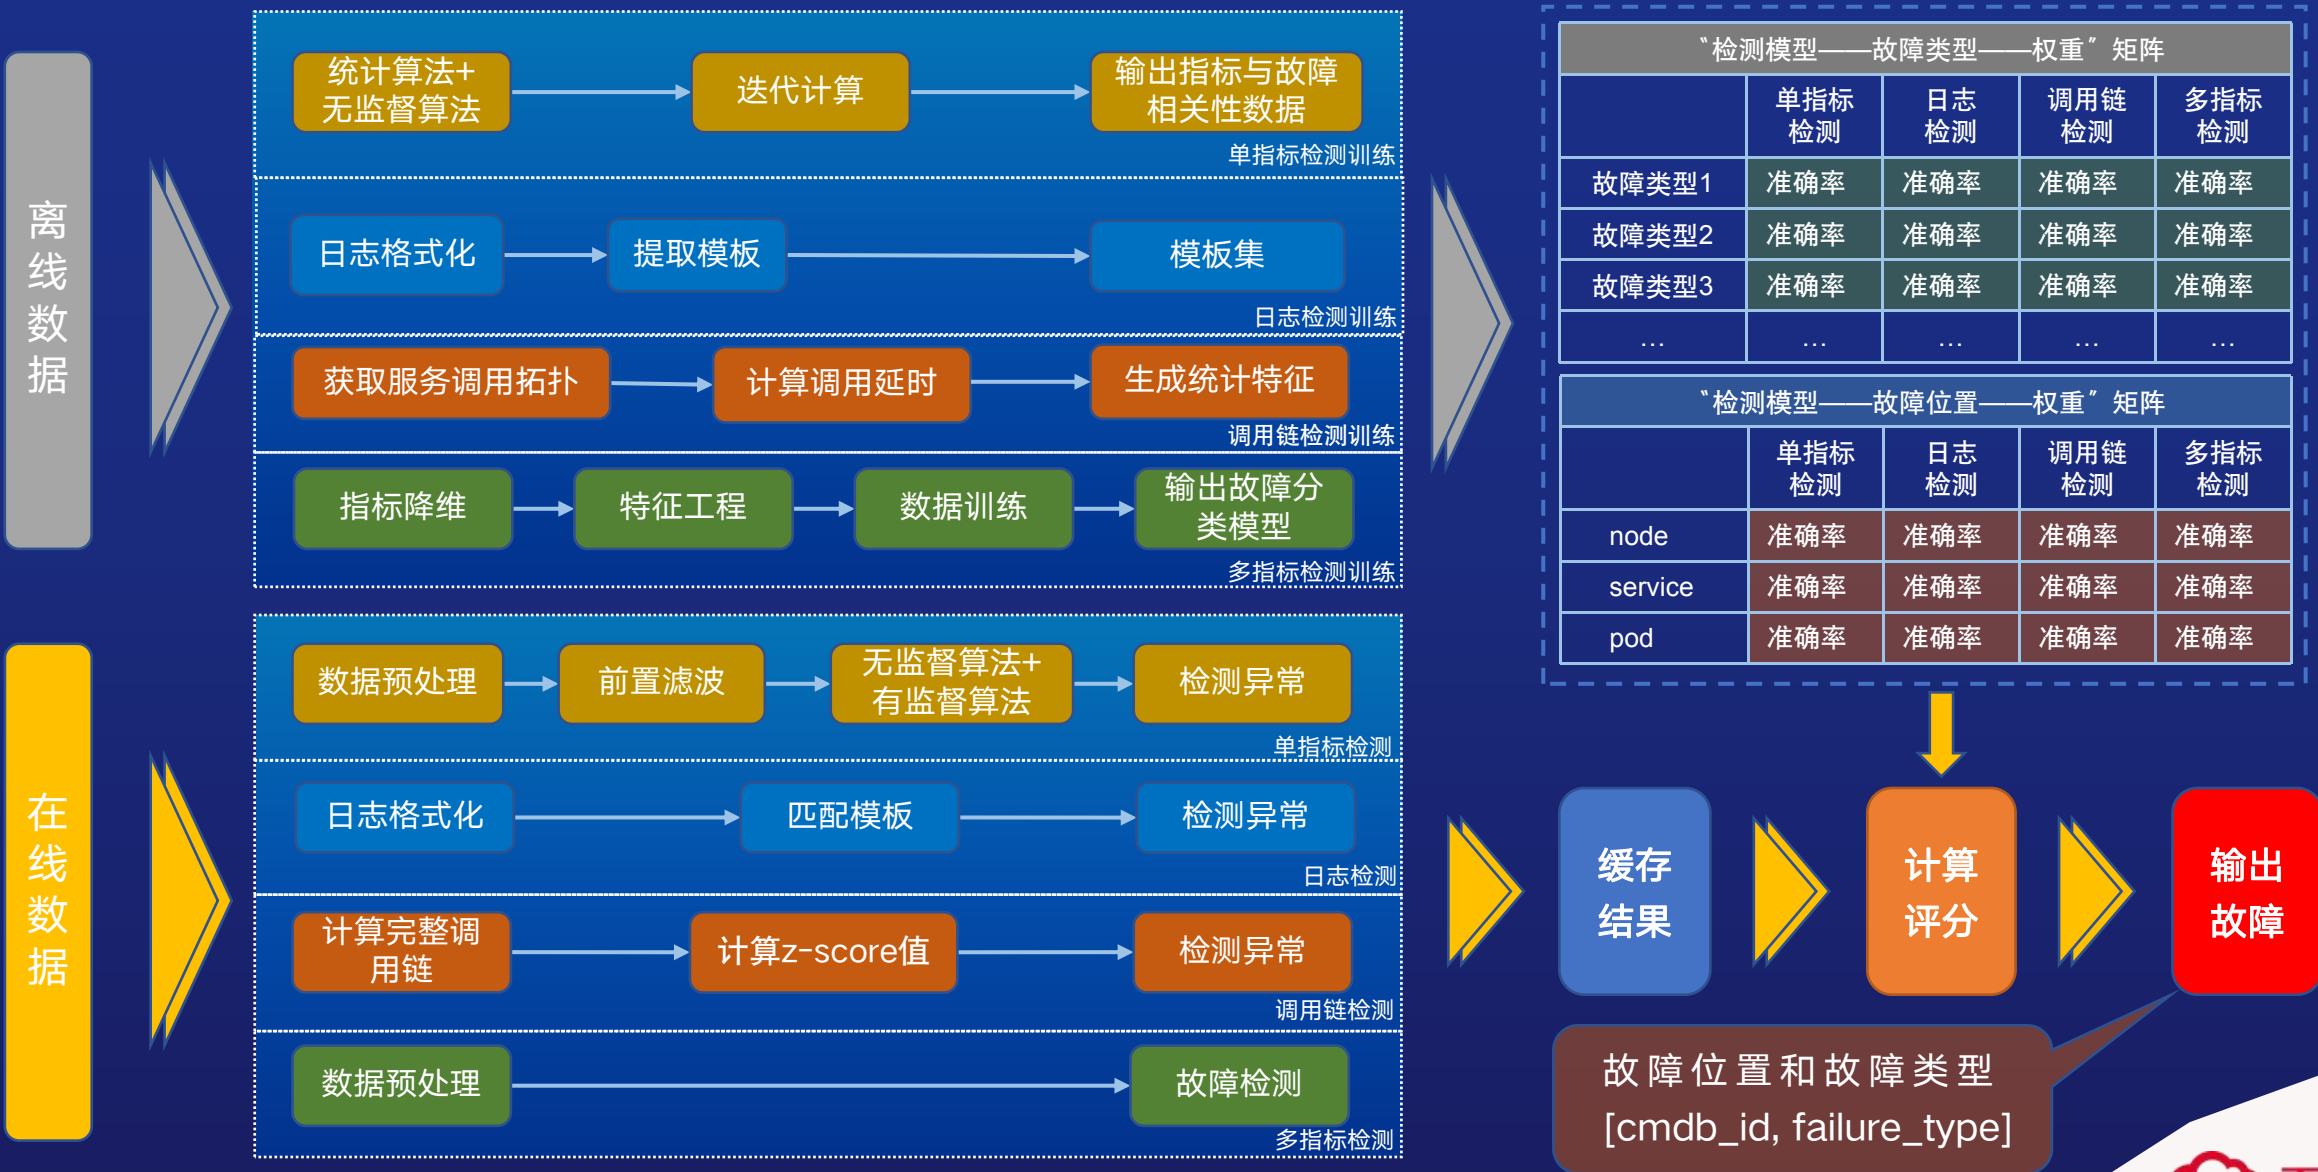 离
线
数
据
统计算法+
无监督算法
迭代计算
输出指标与故障
相关性数据
单指标检测训练
日志格式化
提取模板
模板集
日志检测训练
获取服务调用拓扑
计算调用延时
生成统计特征
调用链检测训练
指标降维
特征工程
数据训练
输出故障分
类模型
多指标检测训练
在
线
数
据
数据预处理
前置滤波
无监督算法+
有监督算法
检测异常
单指标检测
日志格式化
匹配模板
检测异常
日志检测
计算完整调
用链
计算z-score值
检测异常
调用链检测
数据预处理
故障检测
多指标检测
“检测模型——故障类型——权重”矩阵
单指标
检测
日志
检测
调用链
检测
多指标
检测
故障类型1 准确率 准确率 准确率 准确率
故障类型2 准确率 准确率 准确率 准确率
故障类型3 准确率 准确率 准确率 准确率
… … … … …
“检测模型——故障位置——权重”矩阵
单指标
检测
日志
检测
调用链
检测
多指标
检测
node 准确率 准确率 准确率 准确率
service 准确率 准确率 准确率 准确率
pod 准确率 准确率 准确率 准确率
缓存
结果
计算
评分
输出
故障
故障位置和故障类型
[cmdb_id, failure_type]